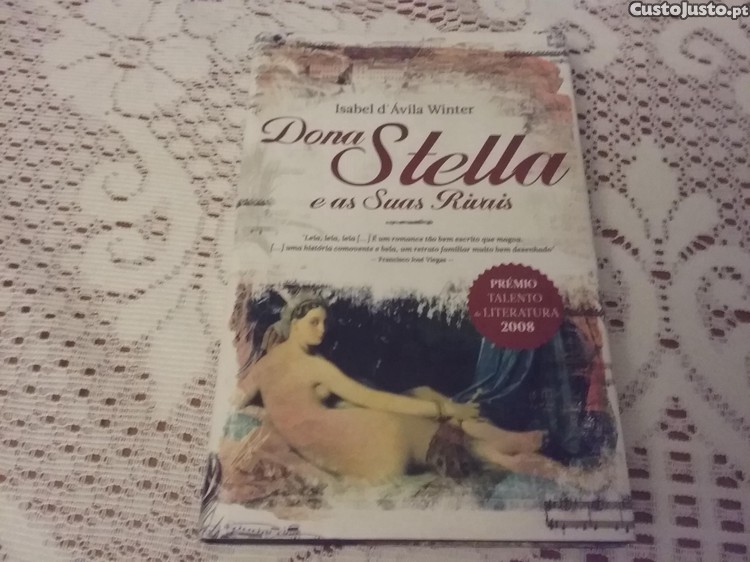 CustoJusto.pt
Isabel d'Ávila Winter
Dona
Stella
e as Suas Rivais
'Leia, leia, leia [...] É um romance tão bem escrito que magoa.
[...] uma história comovente e bela, um retrato familiar muito bem desenhado'
– Francisco José Viegas –
PRÉMIO
TALENTO
de LITERATURA
2008